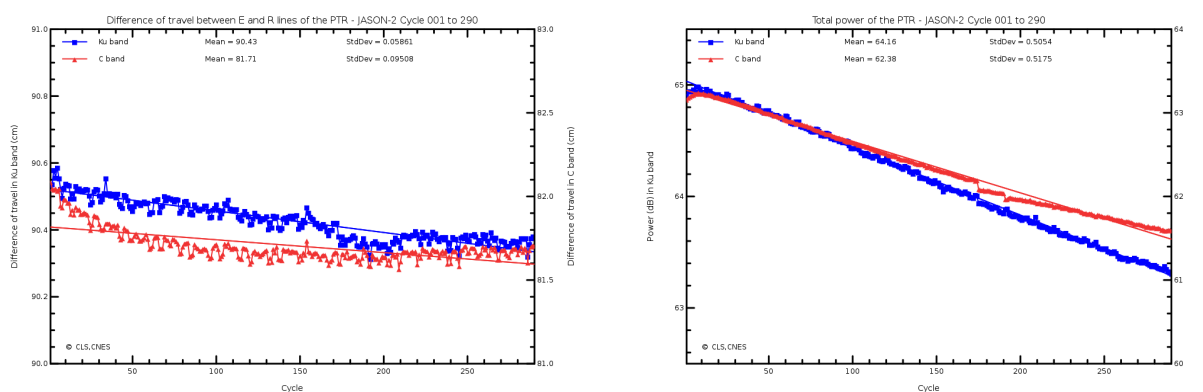 Difference of travel between E and R lines of the PTR - JASON-2 Cycle 001 to 290
Ku band Mean = 90.43 StdDev = 0.05861
C band Mean = 81.71 StdDev = 0.09508
91.0
90.8
90.6
90.4
90.2
90.0
83.0
82.5
82.0
81.5
81.0
Difference of travel in Ku band (cm)
Difference of travel in C band (cm)
© CLS,CNES
50 100 150 200 250
Cycle
Total power of the PTR - JASON-2 Cycle 001 to 290
Ku band Mean = 64.16 StdDev = 0.5054
C band Mean = 62.38 StdDev = 0.5175
65
64
63
64
63
62
61
60
Power (dB) in Ku band
© CLS,CNES
50 100 150 200 250
Cycle